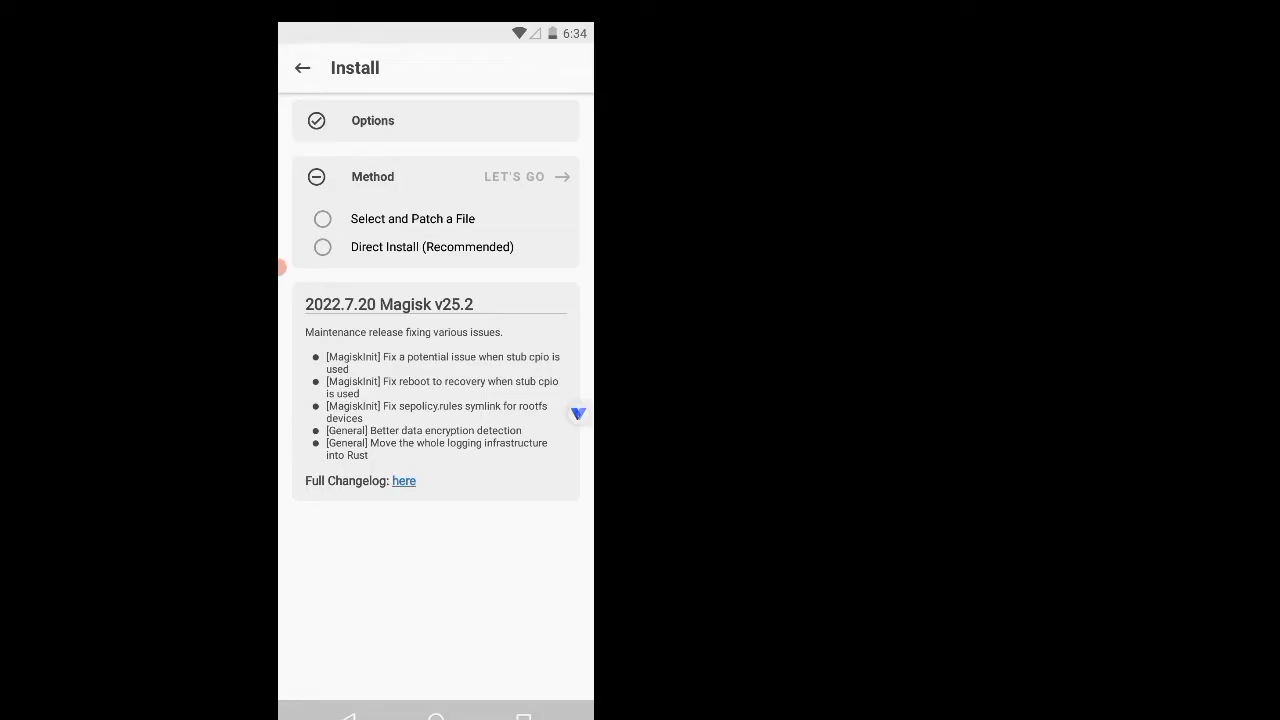 6:34
Install
Options
Method LET'S GO
Select and Patch a File
Direct Install (Recommended)
2022.7.20 Magisk v25.2
Maintenance release fixing various issues.
[MagiskInit] Fix a potential issue when stub cpio is
used
[MagiskInit] Fix reboot to recovery when stub cpio
is used
[MagiskInit] Fix sepolicy.rules symlink for rootfs
devices
[General] Better data encryption detection
[General] Move the whole logging infrastructure
into Rust
Full Changelog: here